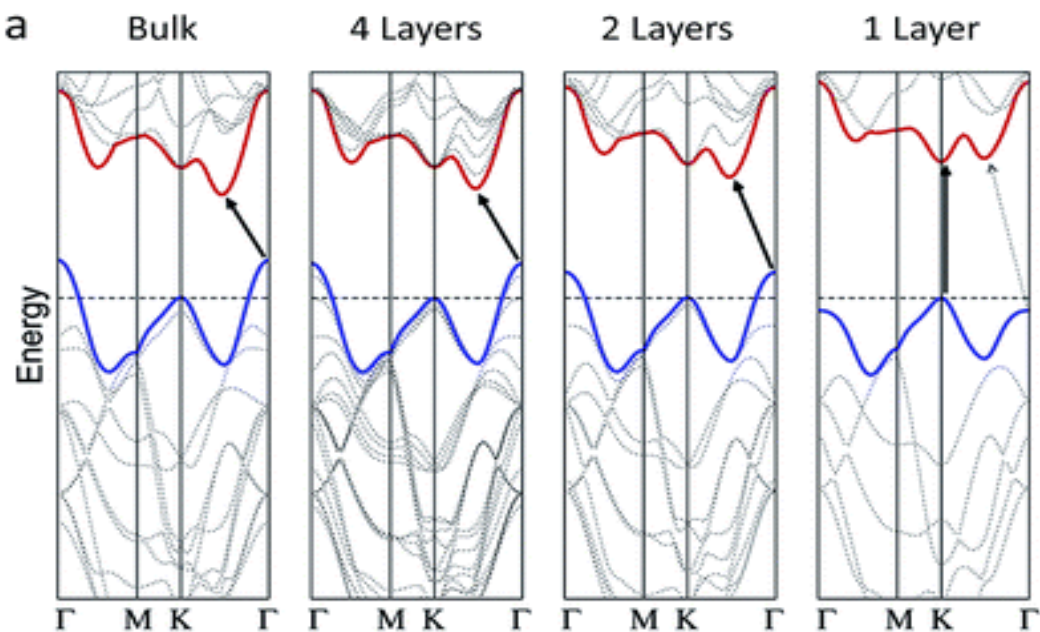 a
Bulk
4 Layers
2 Layers
1 Layer
Energy
Γ M K Γ
Γ M K Γ
Γ M K Γ
Γ M K Γ